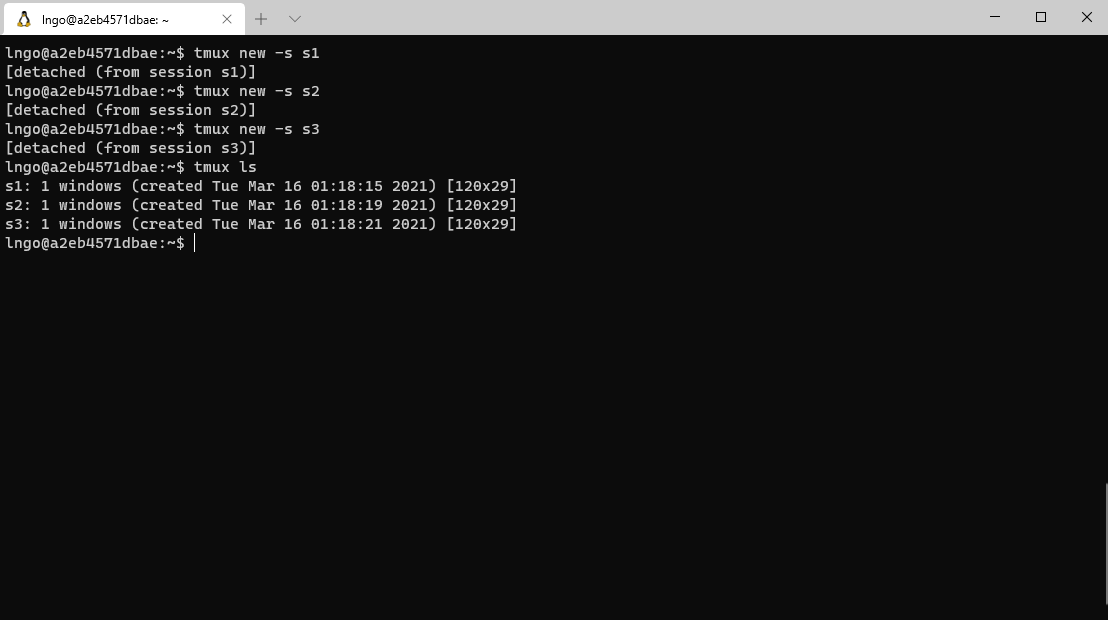 lngo@a2eb4571dbae: ~
lngo@a2eb4571dbae:~$ tmux new -s s1
[detached (from session s1)]
lngo@a2eb4571dbae:~$ tmux new -s s2
[detached (from session s2)]
lngo@a2eb4571dbae:~$ tmux new -s s3
[detached (from session s3)]
lngo@a2eb4571dbae:~$ tmux ls
s1: 1 windows (created Tue Mar 16 01:18:15 2021) [120x29]
s2: 1 windows (created Tue Mar 16 01:18:19 2021) [120x29]
s3: 1 windows (created Tue Mar 16 01:18:21 2021) [120x29]
lngo@a2eb4571dbae:~$